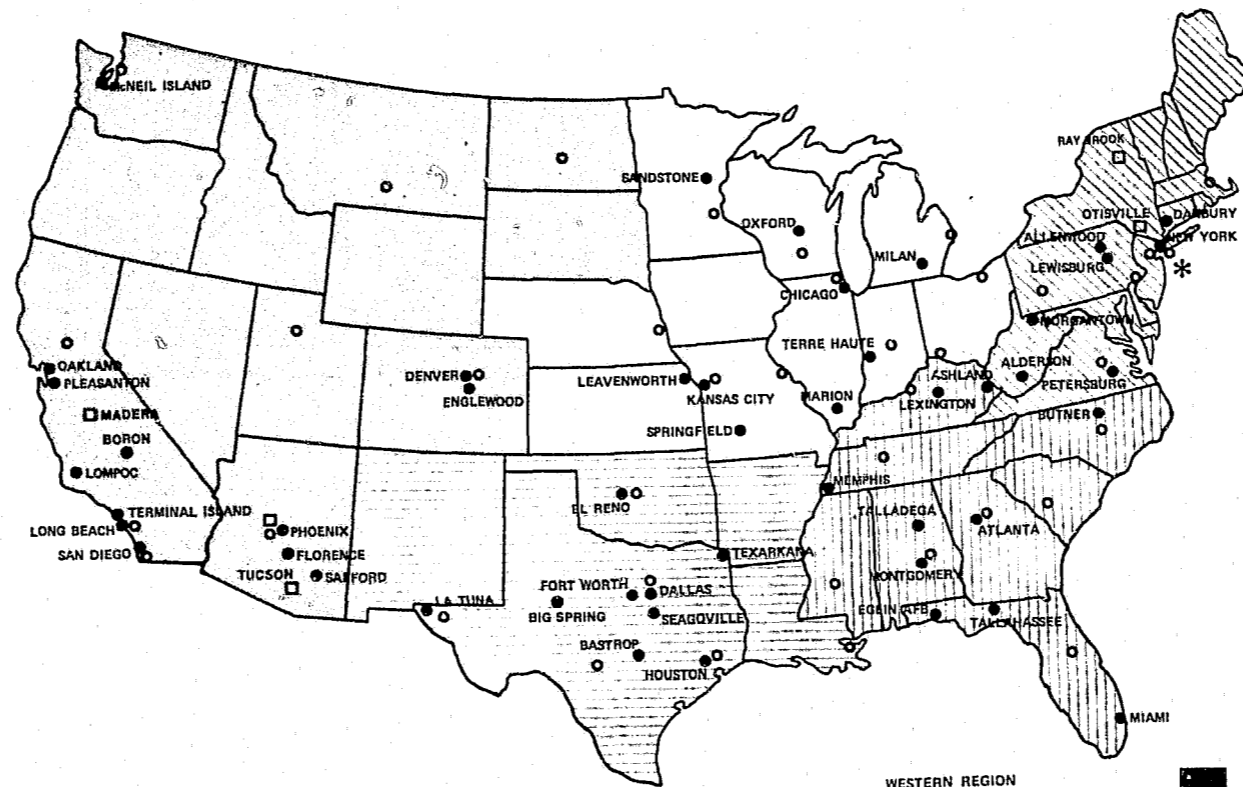 McNEIL ISLAND
SANDSTONE
RAY BROOK
OXFORD
MILAN
OTISVILLE
DANBURY
ALLENWOOD
NEW YORK
LEWISBURG
*
CHICAGO
MORGANTOWN
OAKLAND
PLEASANTON
DENVER
ENGLEWOOD
LEAVENWORTH
KANSAS CITY
TERRE HAUTE
ASHLAND
ALDERSON
PETERSBURG
MADERA
MARION
LEXINGTON
BUTNER
BORON
SPRINGFIELD
LOMPOC
MEMPHIS
EL RENO
TERMINAL ISLAND
LONG BEACH
PHOENIX
TALLADEGA
ATLANTA
SAN DIEGO
FLORENCE
TEXARKANA
TUCSON
SAFFORD
FORT WORTH
DALLAS
MONTGOMERY
LA TUNA
BIG SPRING
SEAGOVILLE
EGLIN AFB
TALLAHASSEE
BASTROP
HOUSTON
MIAMI
WESTERN REGION